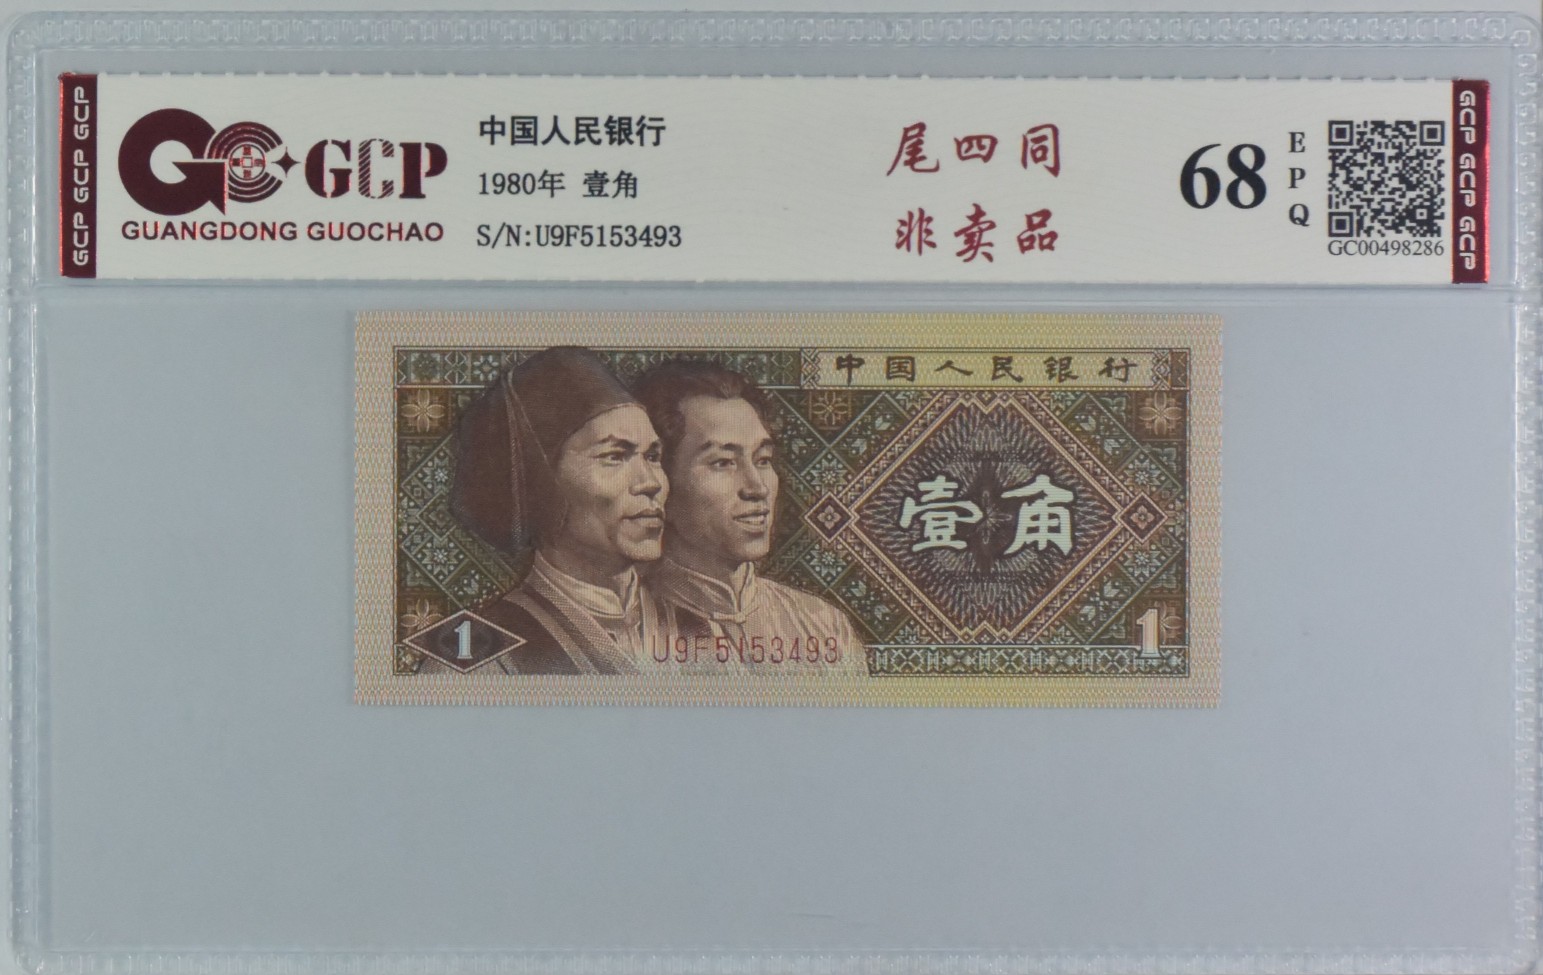 GCP GCP GCP
GCP
GUANGDONG GUOCHAO
中国人民银行
1980年 壹角
S/N:U9F5153493
尾四同
非卖品
68
EPQ
GC00498286
GCP GCP GCP
中国人民银行
壹角
1
U9F5153493
1